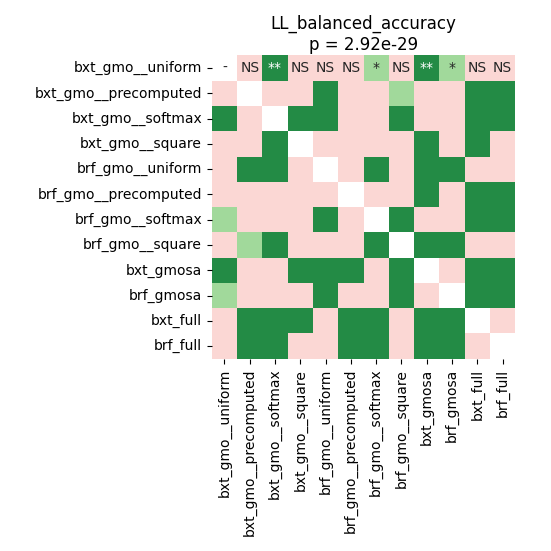 LL_balanced_accuracy
p = 2.92e-29
bxt_gmo__uniform - NS ** NS NS NS * NS ** * NS NS
bxt_gmo__precomputed
bxt_gmo__softmax
bxt_gmo__square
brf_gmo__uniform
brf_gmo__precomputed
brf_gmo__softmax
brf_gmo__square
bxt_gmosa
brf_gmosa
bxt_full
brf_full
bxt_gmo__uniform
bxt_gmo__precomputed
bxt_gmo__softmax
bxt_gmo__square
brf_gmo__uniform
brf_gmo__precomputed
brf_gmo__softmax
brf_gmo__square
bxt_gmosa
brf_gmosa
bxt_full
brf_full